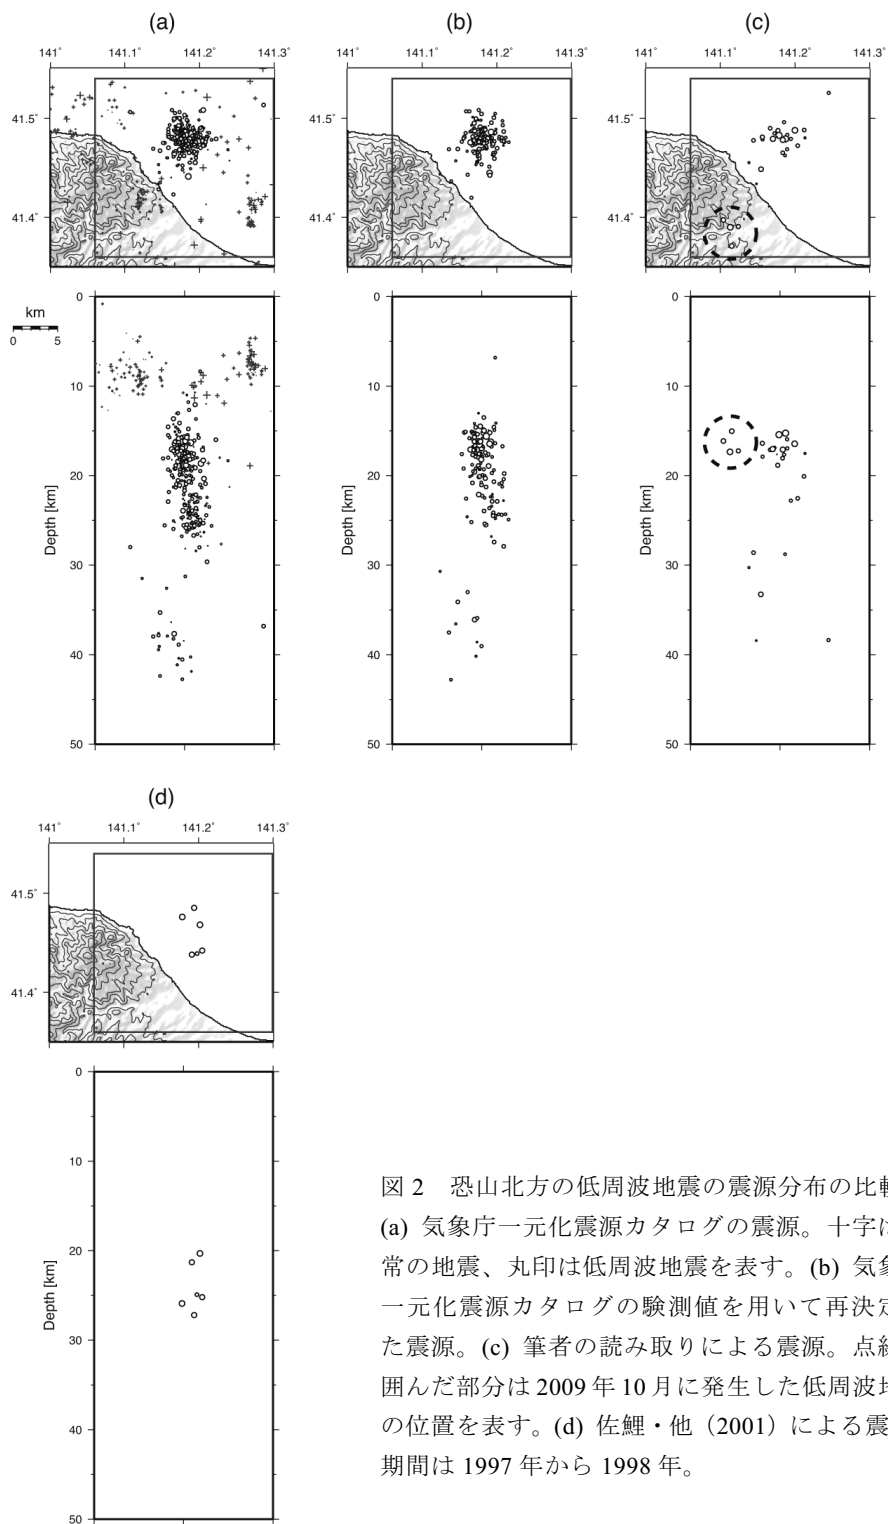 (a)
(b)
(c)
141° 141.1° 141.2° 141.3°
141° 141.1° 141.2° 141.3°
141° 141.1° 141.2° 141.3°
41.5°
41.4°
41.5°
41.4°
41.5°
41.4°
km
0 5
Depth [km]
0
10
20
30
40
50
Depth [km]
0
10
20
30
40
50
Depth [km]
0
10
20
30
40
50
(d)
141° 141.1° 141.2° 141.3°
41.5°
41.4°
Depth [km]
0
10
20
30
40
50
図 2 恐山北方の低周波地震の震源分布の比較
(a) 気象庁一元化震源カタログの震源。十字は
常の地震、丸印は低周波地震を表す。(b) 気象
一元化震源カタログの験測値を用いて再決定
た震源。(c) 筆者の読み取りによる震源。点線
囲んだ部分は 2009 年 10 月に発生した低周波地
の位置を表す。(d) 佐鯉・他（2001）による震
期間は 1997 年から 1998 年。